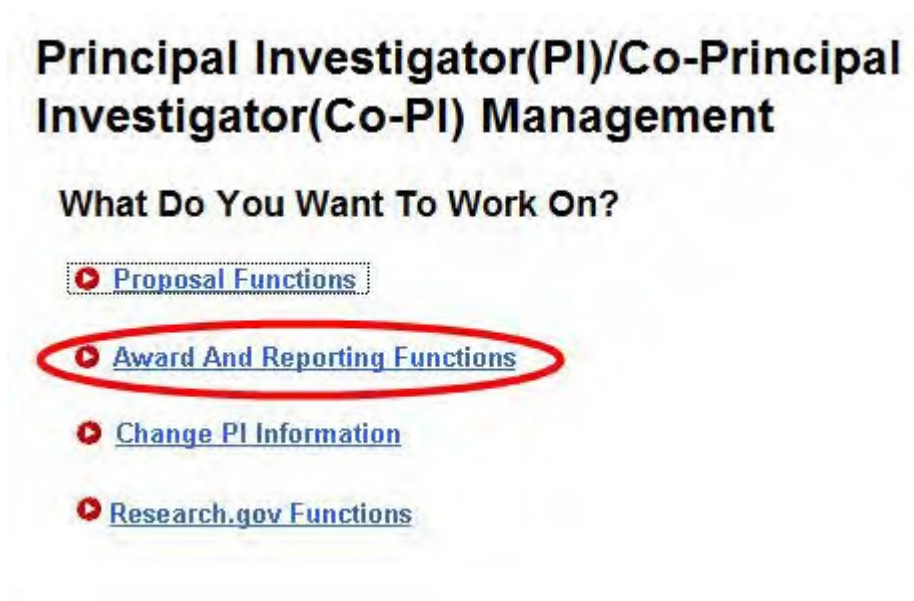 Principal Investigator(PI)/Co-Principal
Investigator(Co-PI) Management
What Do You Want To Work On?
Proposal Functions
Award And Reporting Functions
Change PI Information
Research.gov Functions